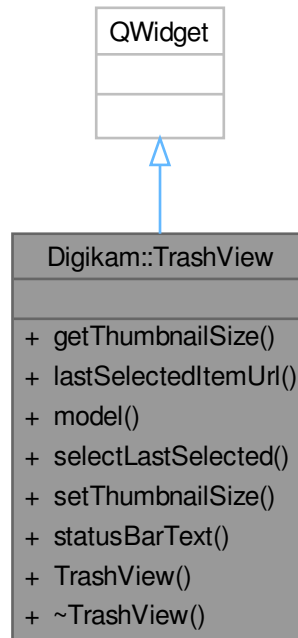 QWidget
Digikam::TrashView
+ getThumbnailSize()
+ lastSelectedItemUrl()
+ model()
+ selectLastSelected()
+ setThumbnailSize()
+ statusBarText()
+ TrashView()
+ ~TrashView()